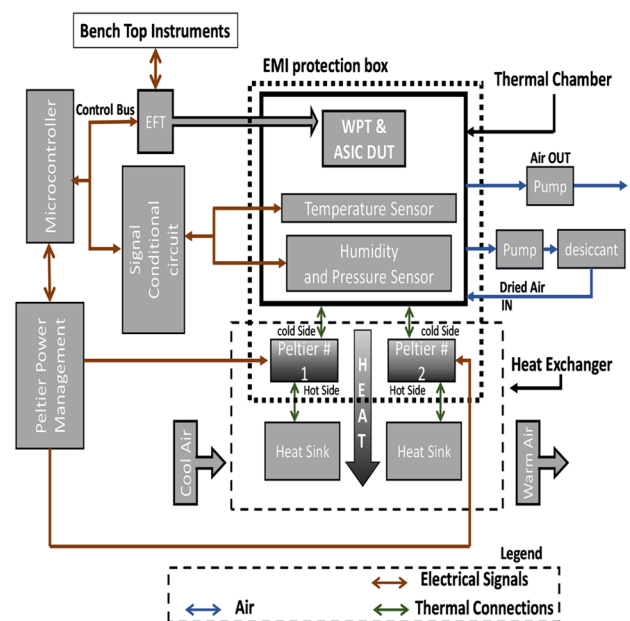 Bench Top Instruments
EMI protection box
Thermal Chamber
Microcontroller
Control Bus
EFT
WPT &
ASIC DUT
Air OUT
Pump
Signal
Conditional
circuit
Temperature Sensor
Humidity
and Pressure Sensor
Pump
desiccant
Dried Air
IN
Peltier Power
Management
cold Side
cold Side
Peltier #
1
Peltier #
2
HEAT
Hot Side
Hot Side
Heat Exchanger
Cool Air
Heat Sink
Heat Sink
Warm Air
Legend
Electrical Signals
Air
Thermal Connections